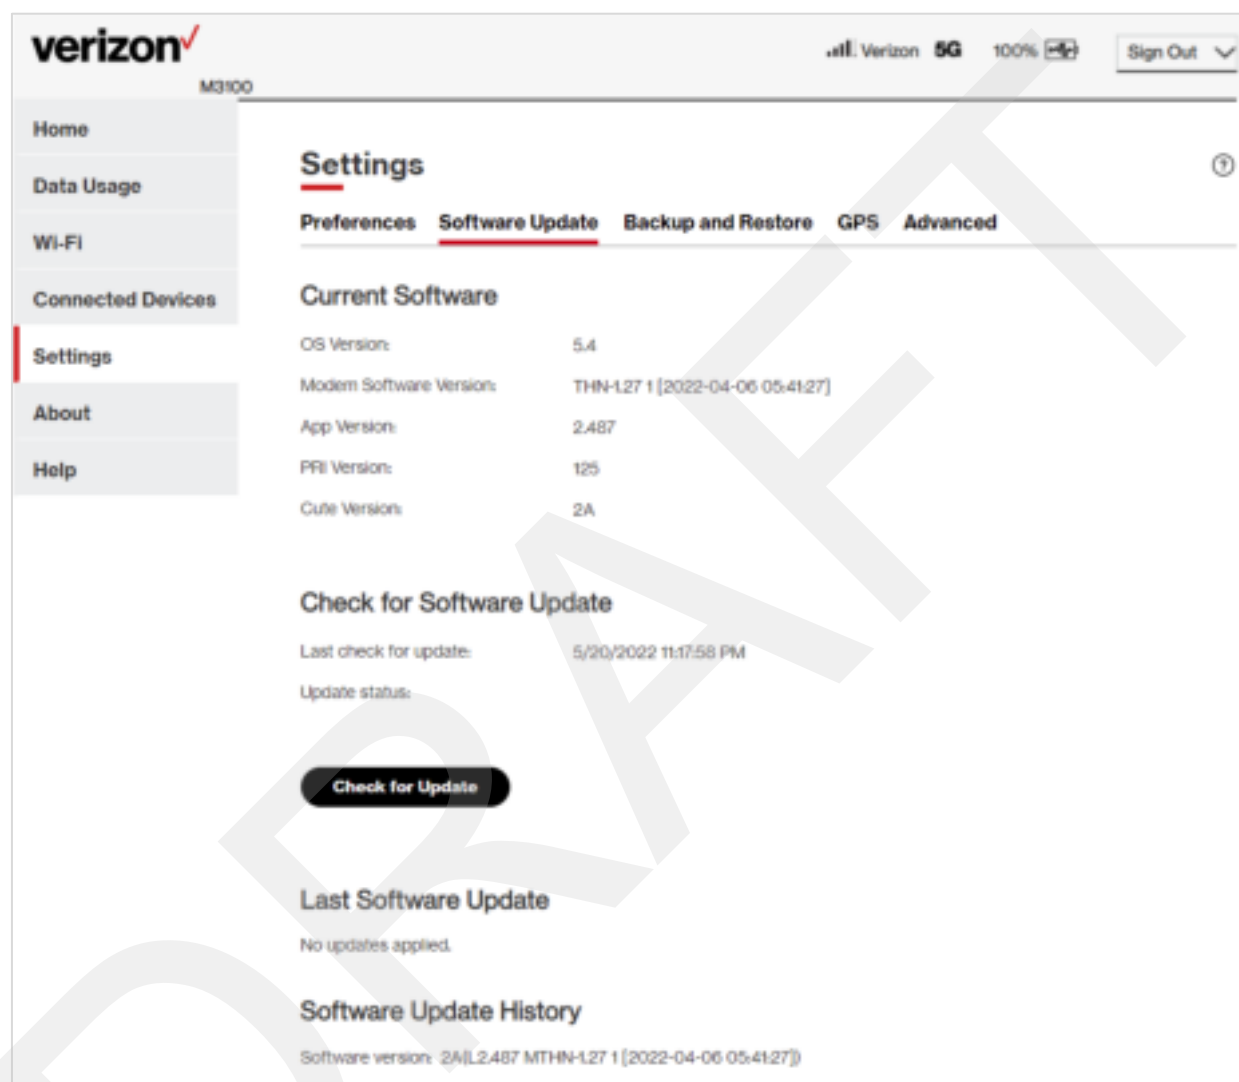 verizon
Verizon 5G 100% Sign Out
M3100
Home
Data Usage
Wi-Fi
Connected Devices
Settings
About
Help
Settings
Preferences Software Update Backup and Restore GPS Advanced
Current Software
OS Version: 5.4
Modem Software Version: THN-1.27 1 [2022-04-06 05:41:27]
App Version: 2.487
PRI Version: 125
Cute Version: 2A
Check for Software Update
Last check for update: 5/20/2022 11:17:58 PM
Update status:
Check for Update
Last Software Update
No updates applied.
Software Update History
Software version: 2A(L2.487 MTHN-1.27 1 [2022-04-06 05:41:27])
DRAFT